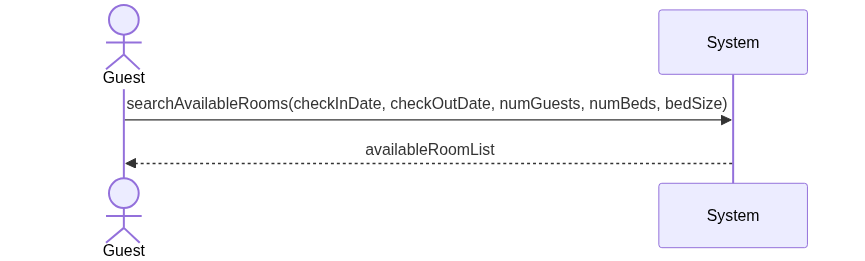 System
Guest
searchAvailableRooms(checkInDate, checkOutDate, numGuests, numBeds, bedSize)
availableRoomList
System
Guest